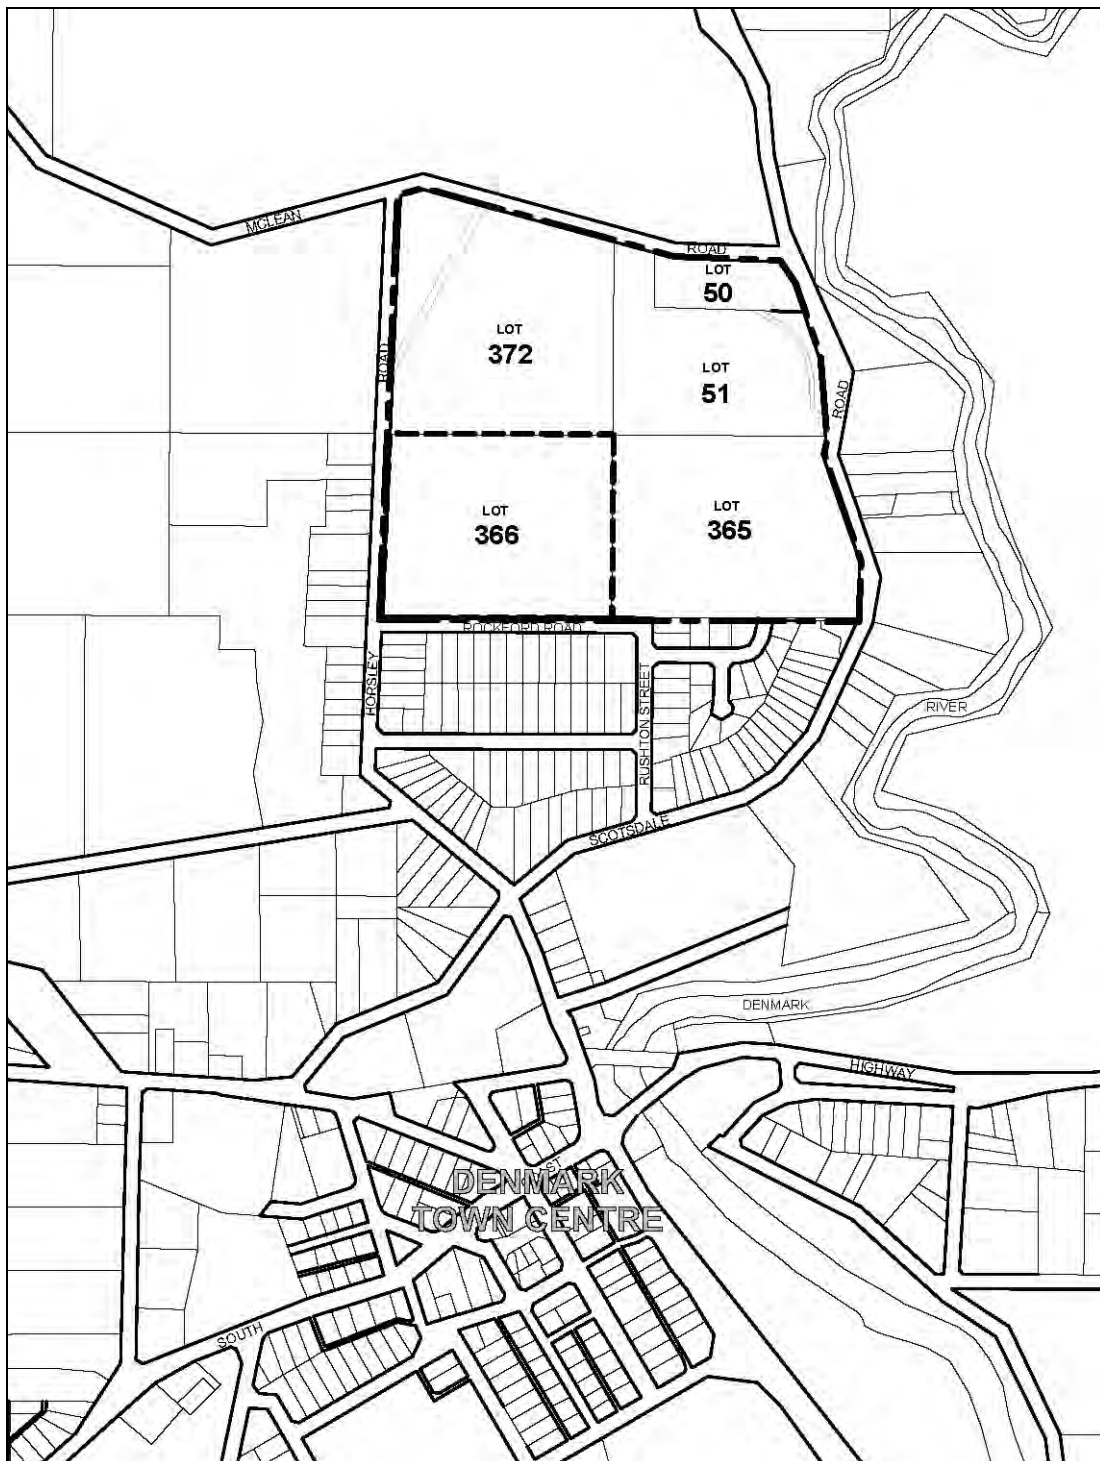 MCLEAN
ROAD
LOT
50
LOT
372
ROAD
LOT
51
ROAD
LOT
366
LOT
365
ROCKFORD ROAD
HORSLEY
RUSHTON STREET
RIVER
SCOTSDALE
DENMARK
HIGHWAY
ST
DENMARK
TOWN CENTRE
SOUTH